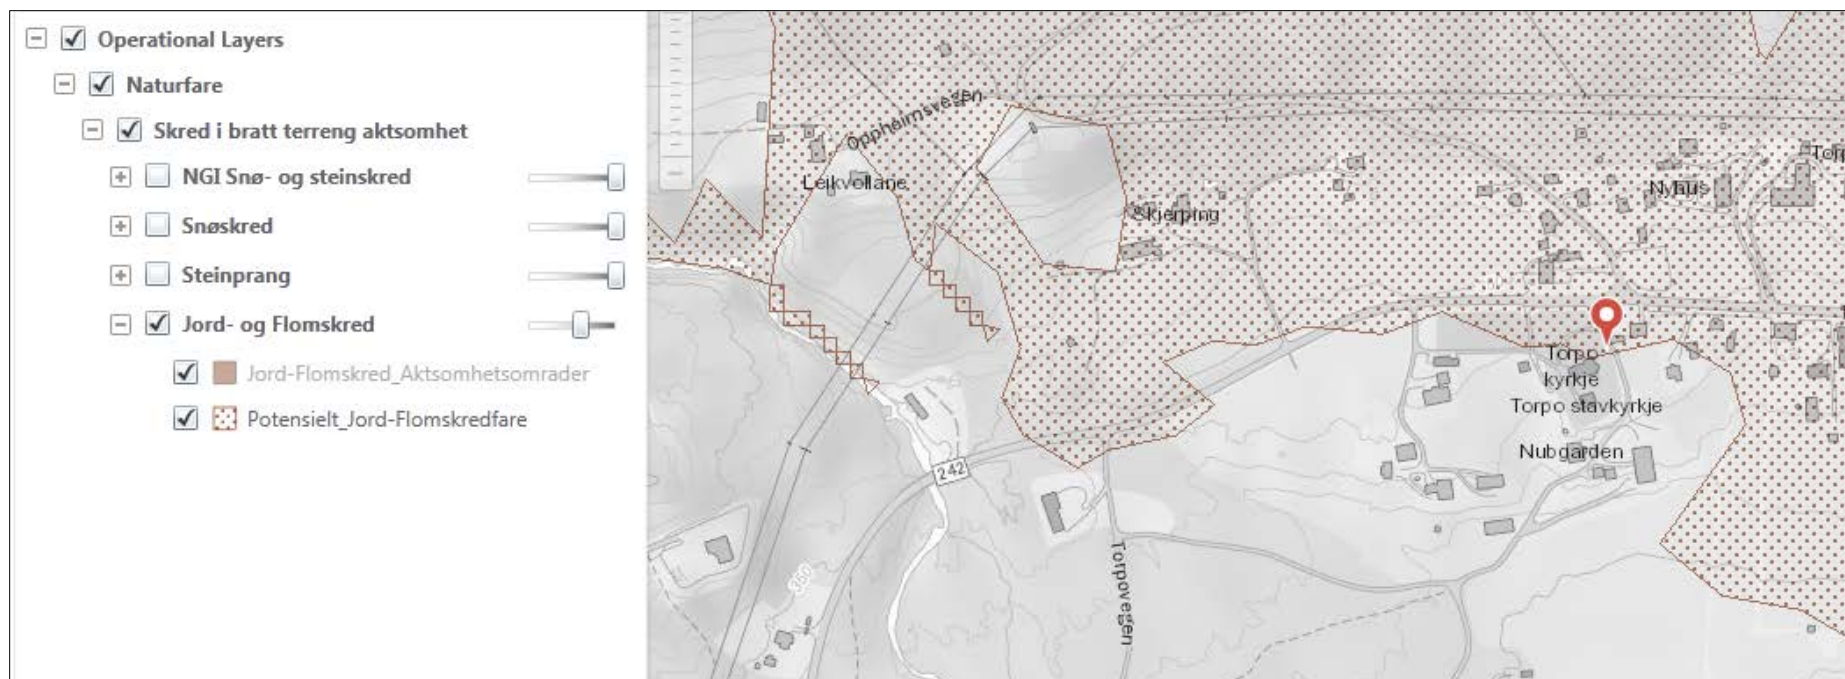 Operational Layers
Naturfare
Skred i bratt terreng aktsomhet
NGI Snø- og steinskred
Snøskred
Steinprang
Jord- og Flomskred
Jord-Flomskred_Aktsomhetsomrader
Potensielt_Jord-Flomskredfare
Oppheimsvegen
Leikvollane
Skjerping
Nyhus
Torpo
kyrkje
Torpo stavkyrkje
Nubgarden
242
Torpovegen
360